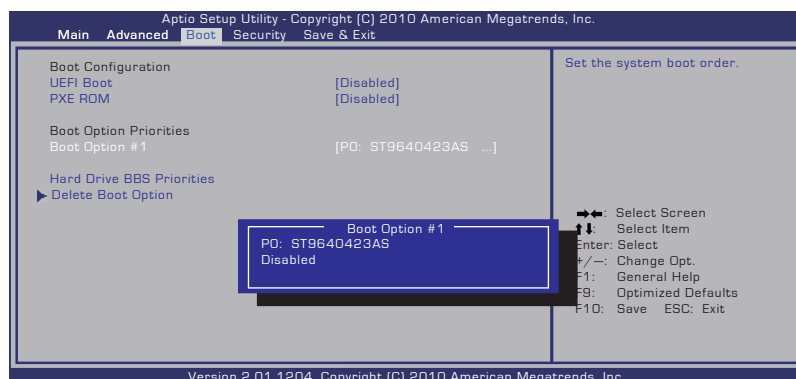 Aptio Setup Utility - Copyright (C) 2010 American Megatrends, Inc.
Main Advanced Boot Security Save & Exit
Boot Configuration
UEFI Boot [Disabled]
PXE ROM [Disabled]
Boot Option Priorities
Boot Option #1 [P0: ST9640423AS ...]
Hard Drive BBS Priorities
Delete Boot Option
Boot Option #1
P0: ST9640423AS
Disabled
Set the system boot order.
→←: Select Screen
↑↓: Select Item
Enter: Select
+/—: Change Opt.
F1: General Help
F9: Optimized Defaults
F10: Save ESC: Exit
Version 2.01.1204. Copyright (C) 2010 American Megatrends, Inc.